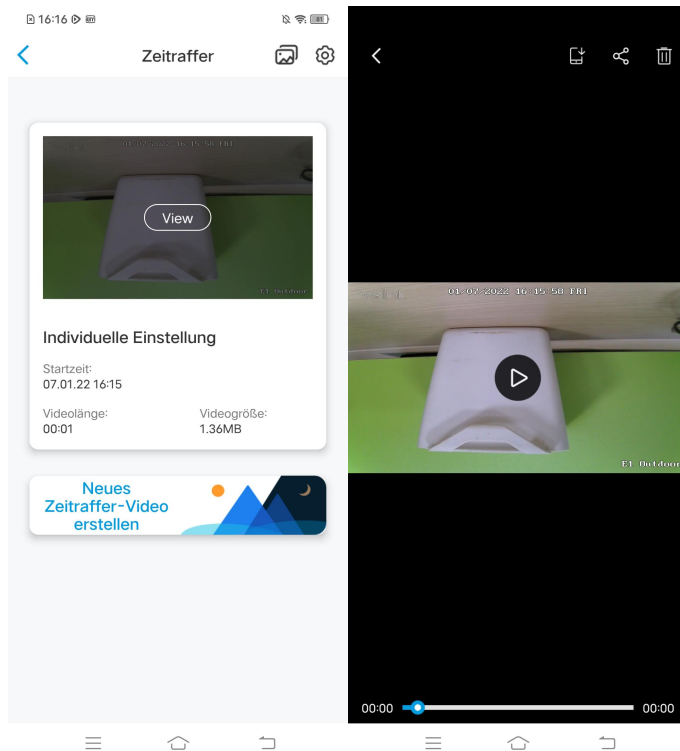 16:16
81
Zeitraffer
01/07/2022 16:15:58 FRI
View
E1 Outdoor
Individuelle Einstellung
Startzeit:
07.01.22 16:15
Videolänge:
00:01
Videogröße:
1.36MB
Neues
Zeitraffer-Video
erstellen
01/07/2022 16:15:58 FRI
E1 Outdoor
00:00
00:00